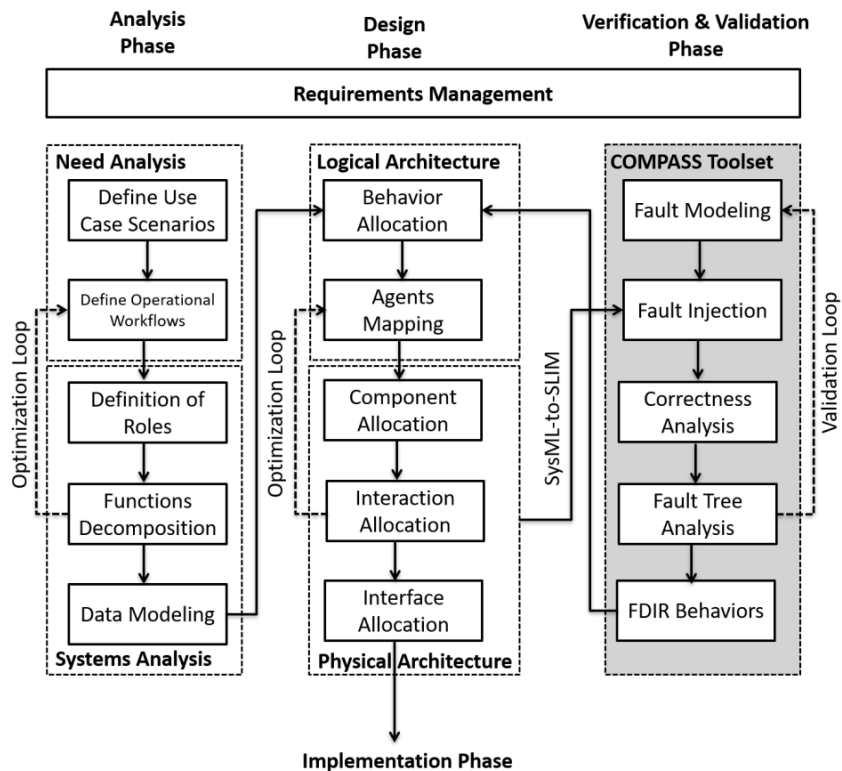 Analysis
Phase
Design
Phase
Verification & Validation
Phase
Requirements Management
Need Analysis
Define Use
Case Scenarios
Define Operational
Workflows
Optimization Loop
Definition of
Roles
Functions
Decomposition
Data Modeling
Systems Analysis
Logical Architecture
Behavior
Allocation
Agents
Mapping
Optimization Loop
Component
Allocation
Interaction
Allocation
Interface
Allocation
Physical Architecture
SysML-to-SLIM
COMPASS Toolset
Fault Modeling
Fault Injection
Correctness
Analysis
Fault Tree
Analysis
FDIR Behaviors
Validation Loop
Implementation Phase